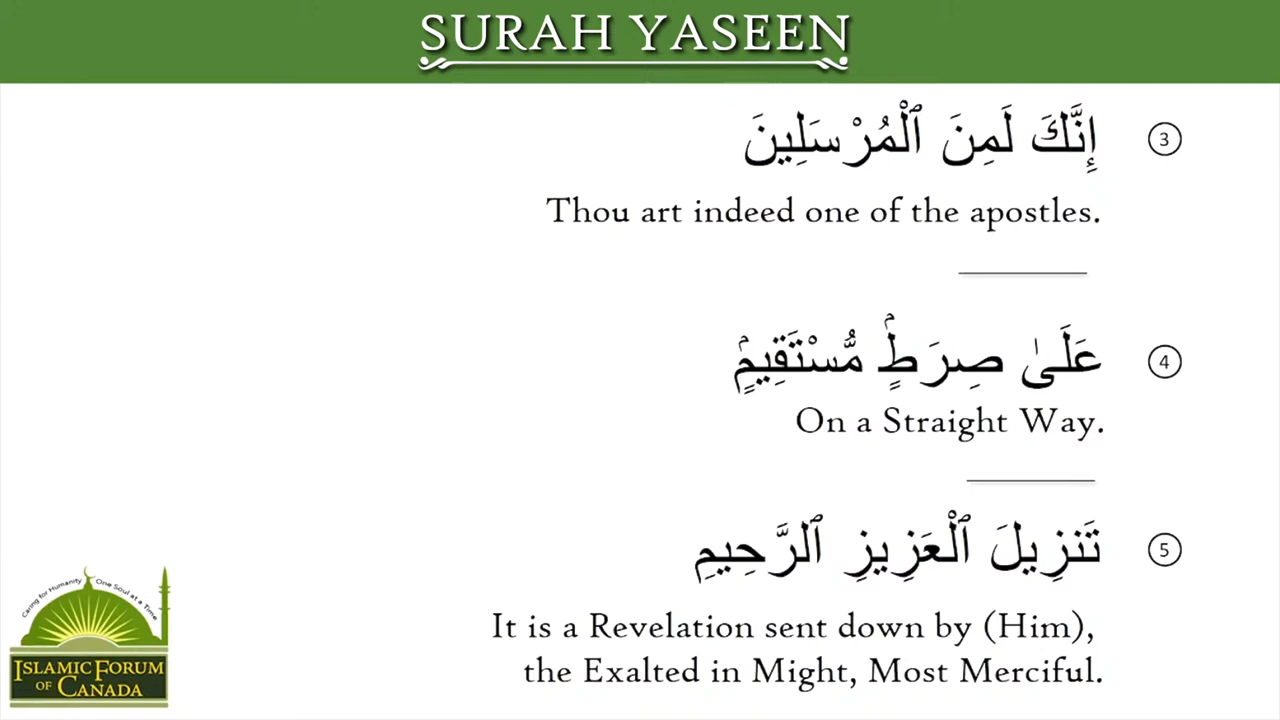 SURAH YASEEN
إِنَّكَ لَمِنَ ٱلْمُرْسَلِينَ ③
Thou art indeed one of the apostles.
عَلَىٰ صِرَطٍۢ مُّسْتَقِيمٍۢ ④
On a Straight Way.
تَنزِيلَ ٱلْعَزِيزِ ٱلرَّحِيمِ ⑤
It is a Revelation sent down by (Him),
the Exalted in Might, Most Merciful.
Caring for Humanity One Soul at a Time
ISLAMIC FORUM
OF CANADA